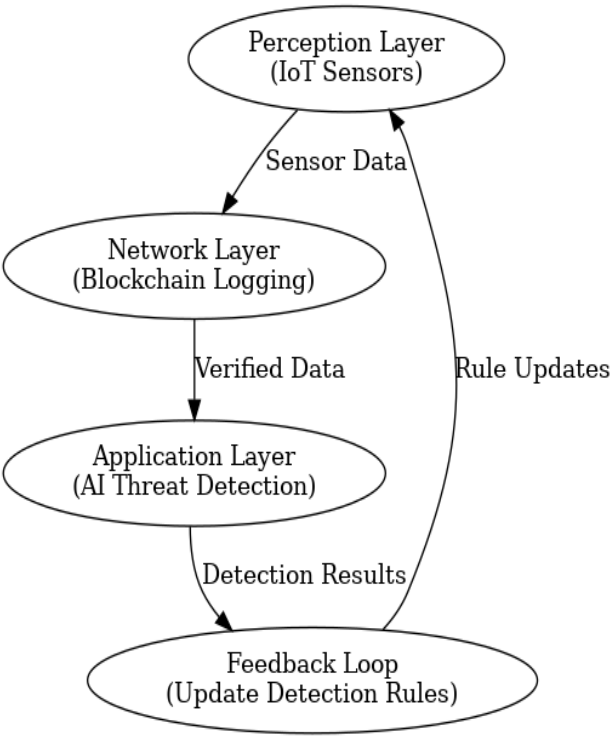 Perception Layer
(IoT Sensors)
Sensor Data
Network Layer
(Blockchain Logging)
Verified Data
Rule Updates
Application Layer
(AI Threat Detection)
Detection Results
Feedback Loop
(Update Detection Rules)